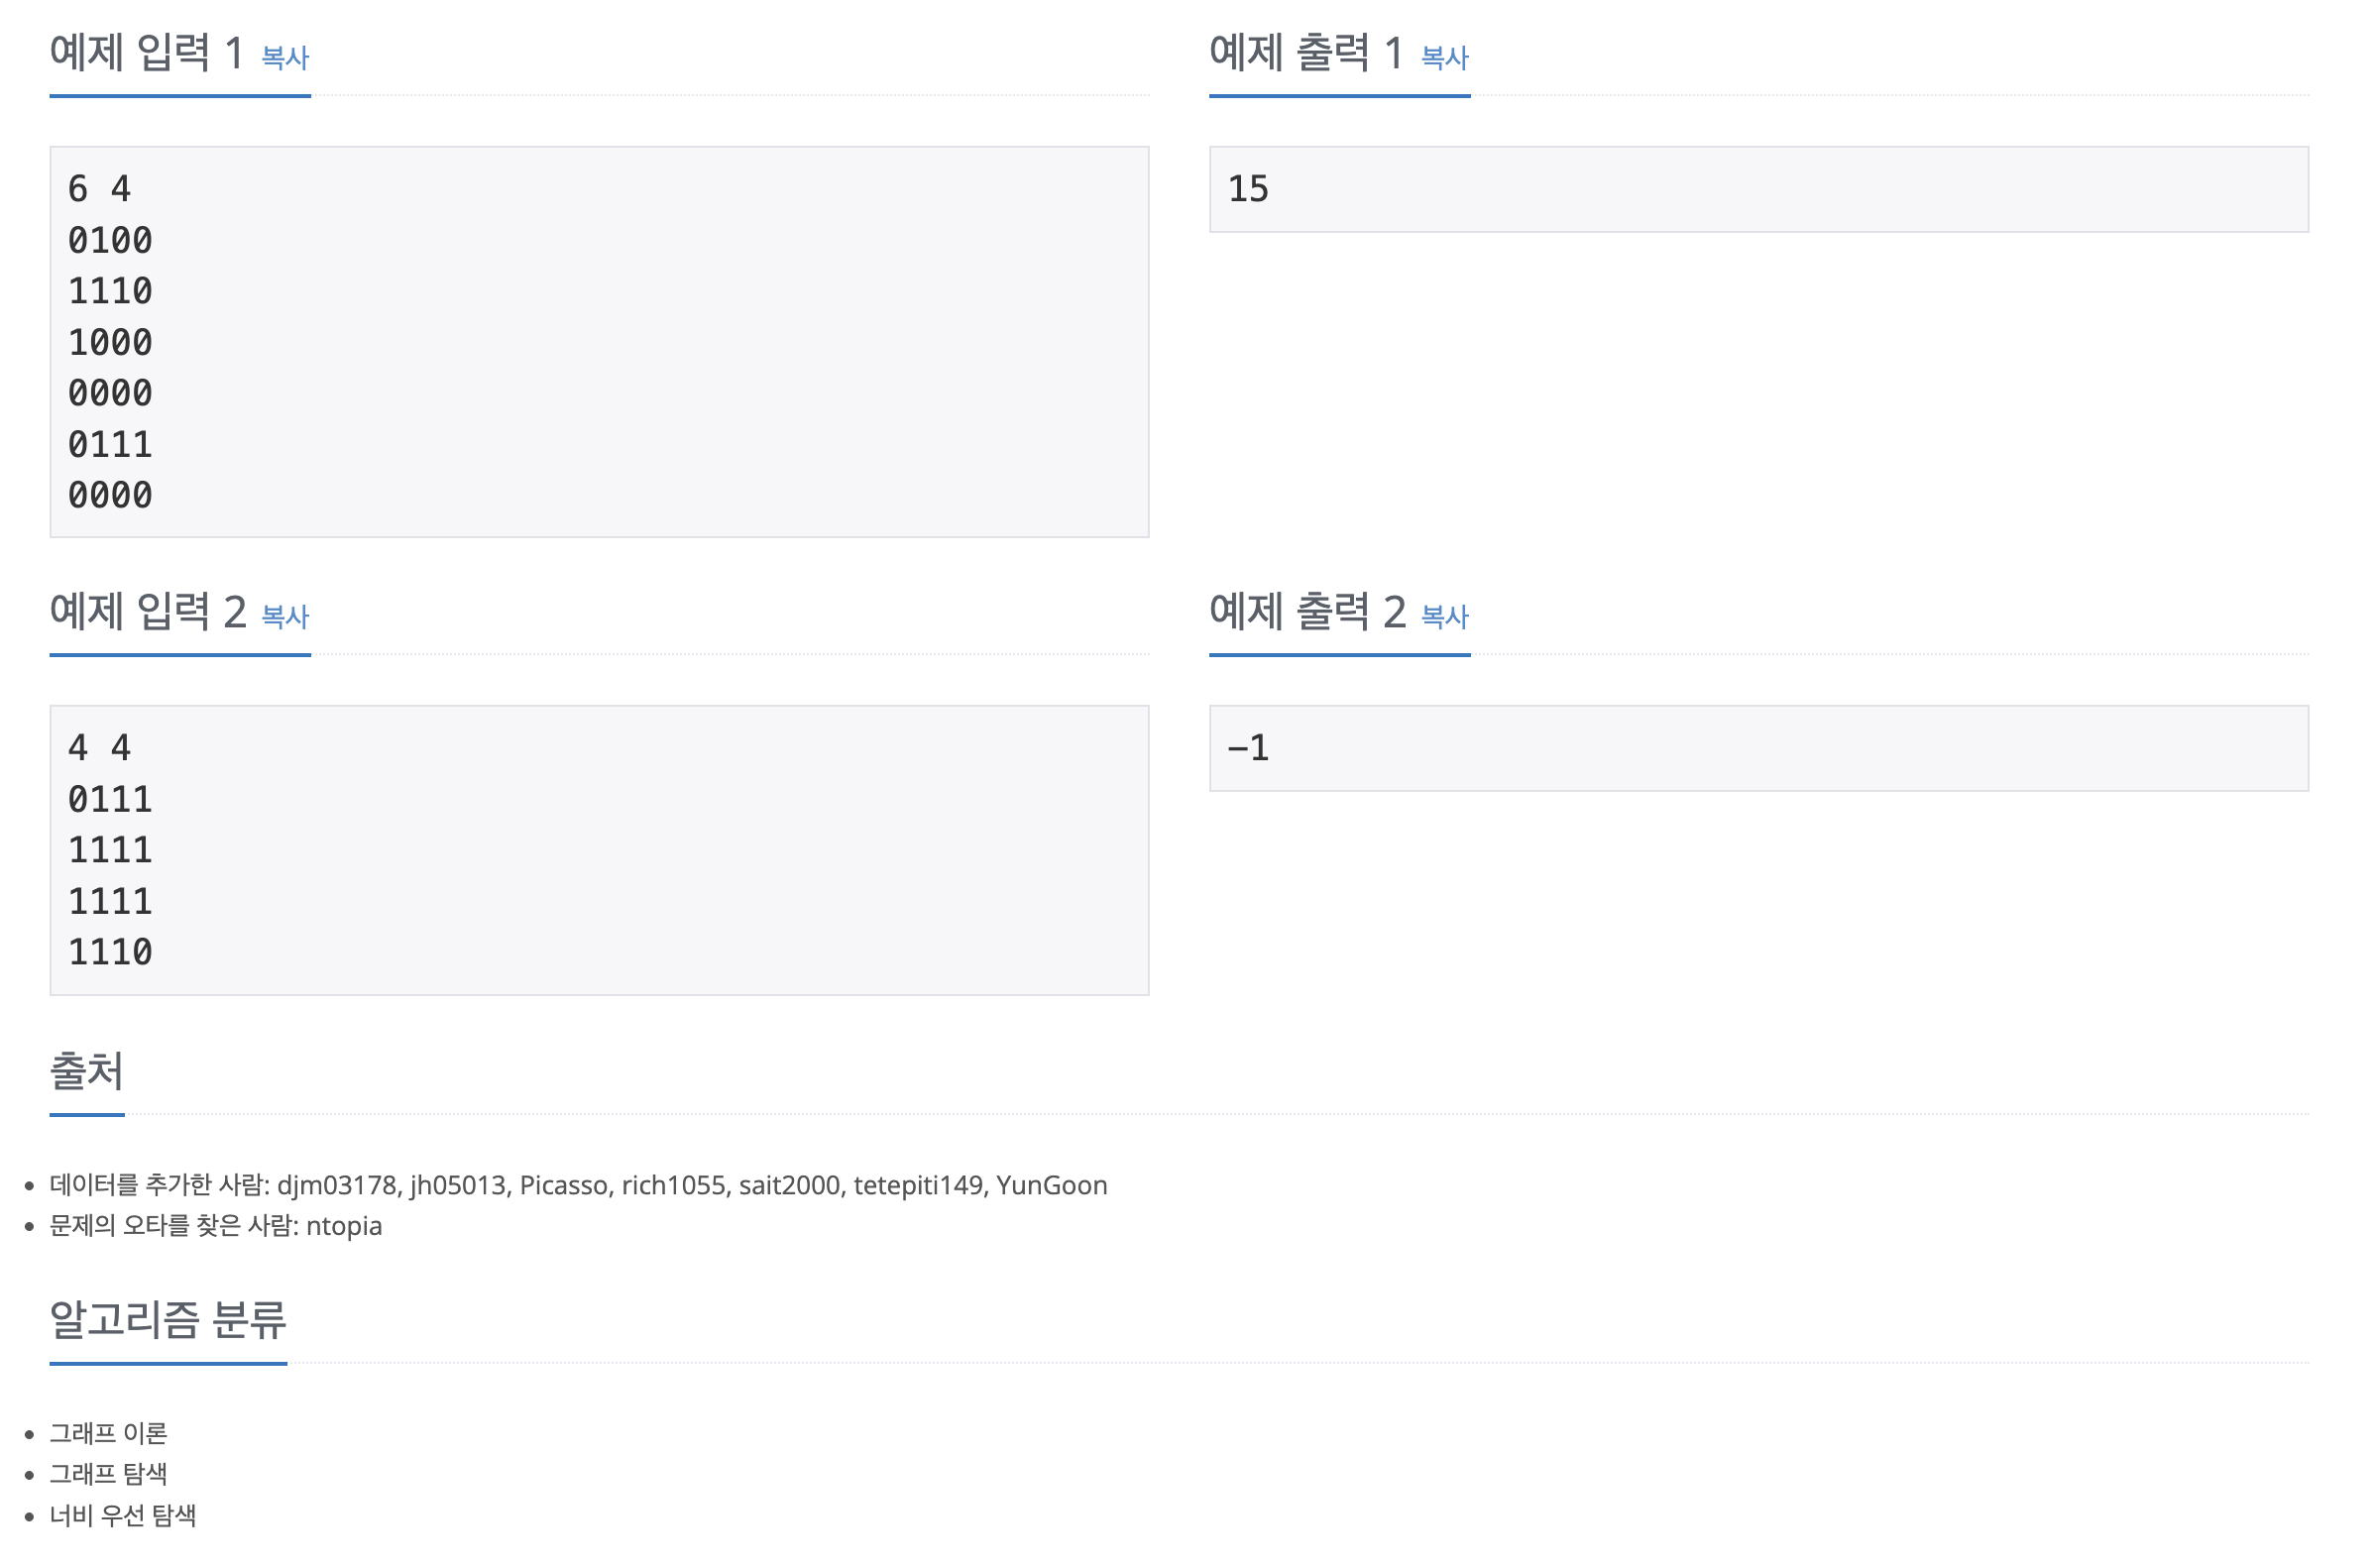 예제 입력 1 복사
6 4
0100
1110
1000
0000
0111
0000
예제 출력 1 복사
15
예제 입력 2 복사
4 4
0111
1111
1111
1110
예제 출력 2 복사
-1
출처
데이터를 추가한 사람: djm03178, jh05013, Picasso, rich1055, sait2000, tetepiti149, YunGoon
문제의 오타를 찾은 사람: ntopia
알고리즘 분류
그래프 이론
그래프 탐색
너비 우선 탐색